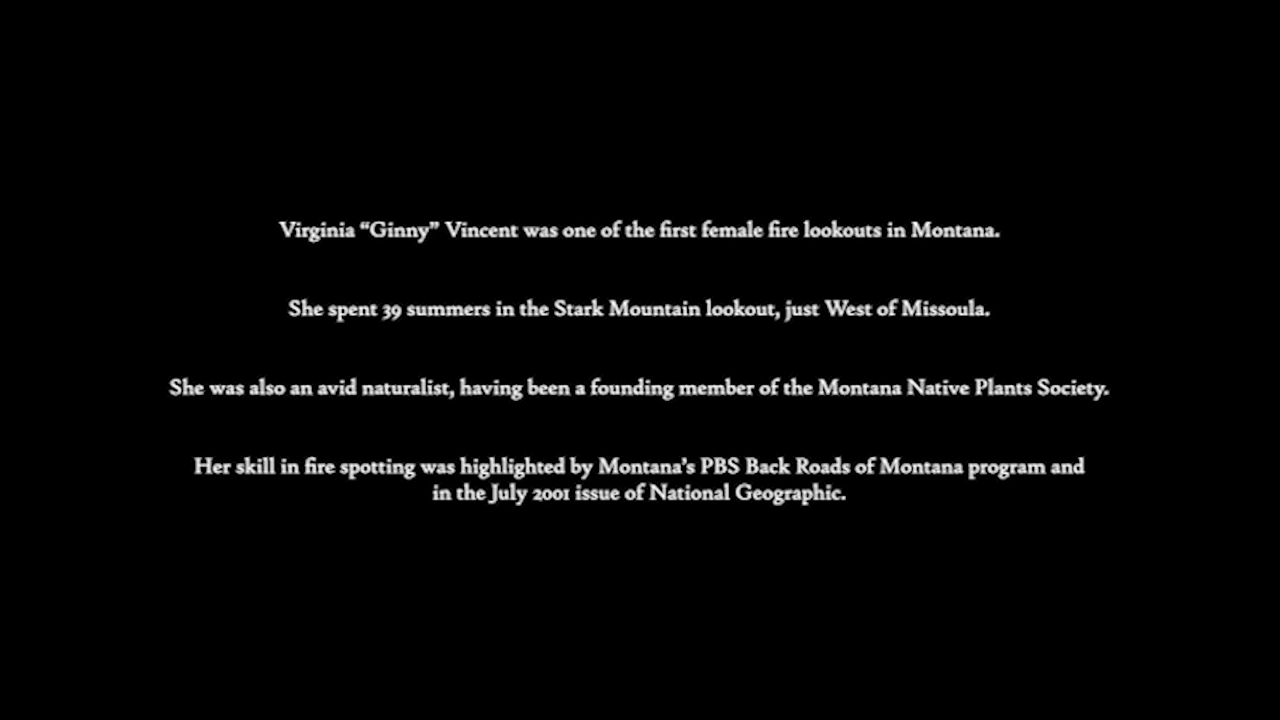 Virginia “Ginny” Vincent was one of the first female fire lookouts in Montana.
She spent 39 summers in the Stark Mountain lookout, just West of Missoula.
She was also an avid naturalist, having been a founding member of the Montana Native Plants Society.
Her skill in fire spotting was highlighted by Montana’s PBS Back Roads of Montana program and
in the July 2001 issue of National Geographic.